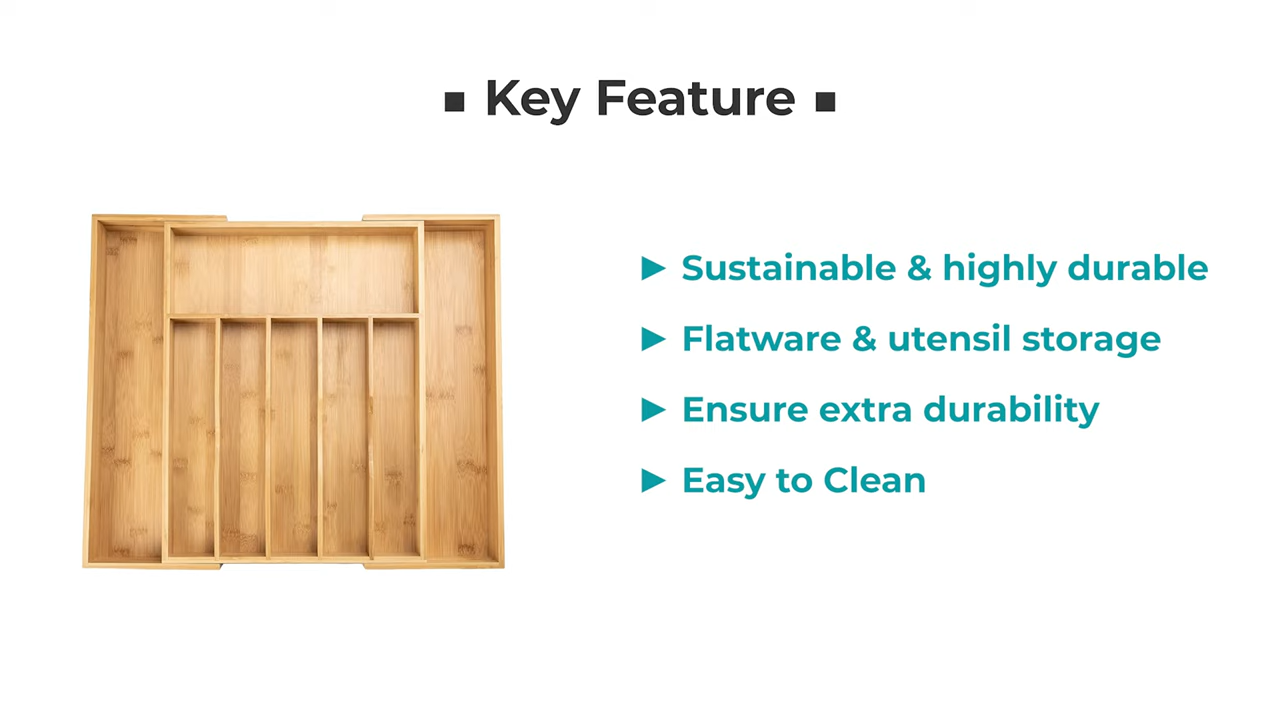 ▪ Key Feature ▪
► Sustainable & highly durable
► Flatware & utensil storage
► Ensure extra durability
► Easy to Clean